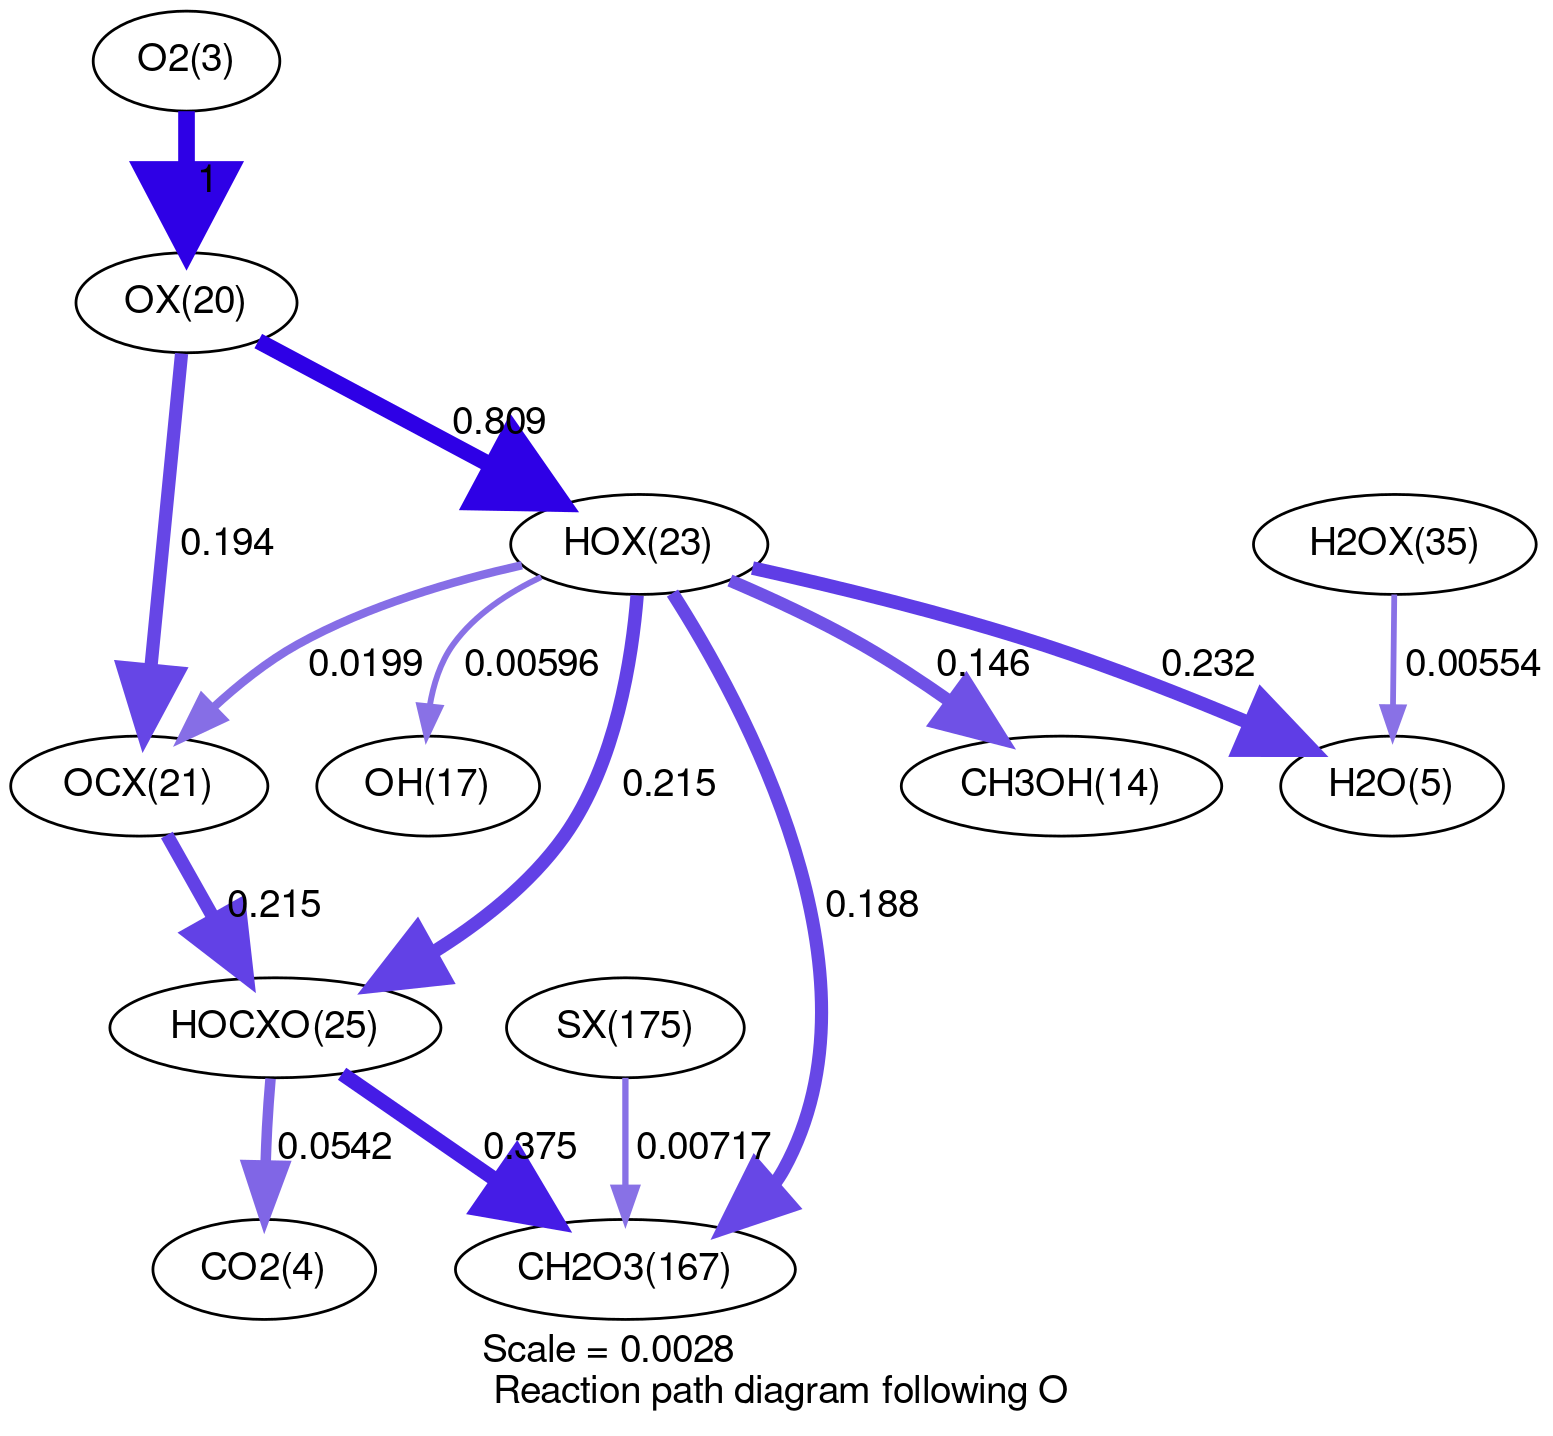 O2(3)
1
OX(20)
0.809
0.194
HOX(23)
H2OX(35)
0.0199
0.00596
0.146
0.232
0.00554
OCX(21)
OH(17)
0.215
CH3OH(14)
H2O(5)
0.215
0.188
HOCXO(25)
SX(175)
0.0542
0.375
0.00717
CO2(4)
CH2O3(167)
Scale = 0.0028
Reaction path diagram following O